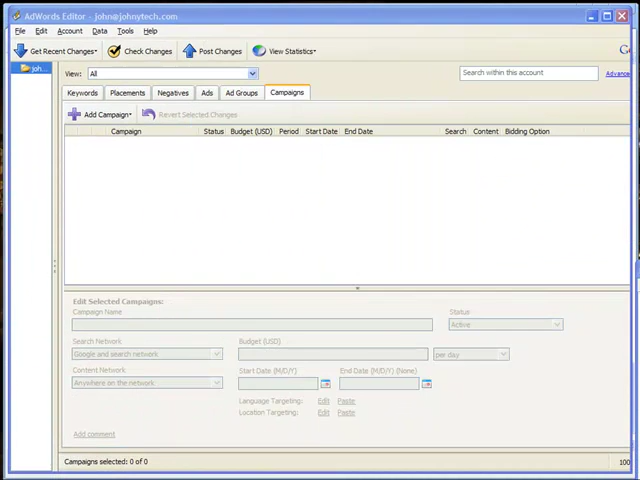 AdWords Editor - john@johnytech.com
File Edit Account Data Tools Help
Get Recent Changes Check Changes Post Changes View Statistics Go
joh...
View: All Search within this account Advance
Keywords Placements Negatives Ads Ad Groups Campaigns
Add Campaign Revert Selected Changes
Campaign Status Budget (USD) Period Start Date End Date Search Content Bidding Option
Edit Selected Campaigns:
Campaign Name Status
Active
Search Network Budget (USD)
Google and search network per day
Content Network Start Date (M/D/Y) End Date (M/D/Y) (None)
Anywhere on the network
Language Targeting: Edit Paste
Location Targeting: Edit Paste
Add comment
Campaigns selected: 0 of 0 100